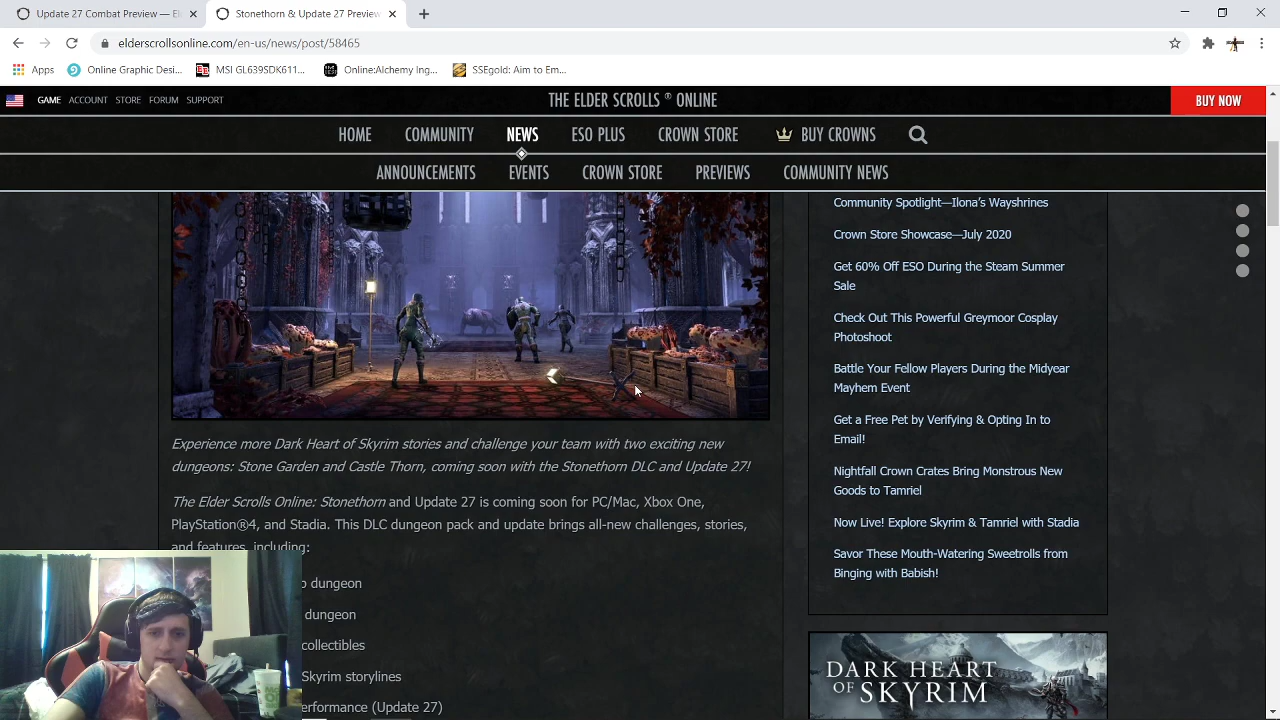 Update 27 Combat Preview - El
Stonethorn & Update 27 Preview
elderscrollsonline.com/en-us/news/post/58465
Apps
Online Graphic Desi...
MSI GL639SDK611...
Online:Alchemy Ing...
SSEgold: Aim to Em...
GAME ACCOUNT STORE FORUM SUPPORT
THE ELDER SCROLLS ® ONLINE
BUY NOW
HOME COMMUNITY NEWS ESO PLUS CROWN STORE BUY CROWNS
ANNOUNCEMENTS EVENTS CROWN STORE PREVIEWS COMMUNITY NEWS
Experience more Dark Heart of Skyrim stories and challenge your team with two exciting new
dungeons: Stone Garden and Castle Thorn, coming soon with the Stonethorn DLC and Update 27!
The Elder Scrolls Online: Stonethorn and Update 27 is coming soon for PC/Mac, Xbox One,
PlayStation®4, and Stadia. This DLC dungeon pack and update brings all-new challenges, stories,
and features, including:
dungeon
dungeon
collectibles
Skyrim storylines
(Update 27)
Community Spotlight—Ilona's Wayshrines
Crown Store Showcase—July 2020
Get 60% Off ESO During the Steam Summer
Sale
Check Out This Powerful Greymoor Cosplay
Photoshoot
Battle Your Fellow Players During the Midyear
Mayhem Event
Get a Free Pet by Verifying & Opting In to
Email!
Nightfall Crown Crates Bring Monstrous New
Goods to Tamriel
Now Live! Explore Skyrim & Tamriel with Stadia
Savor These Mouth-Watering Sweetrolls from
Binging with Babish!
DARK HEART
OF SKYRIM